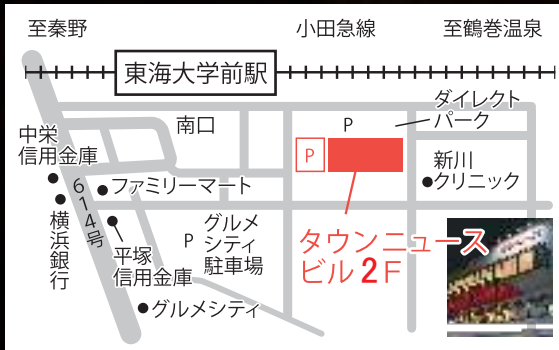 至秦野
小田急線
至鶴巻温泉
東海大学前駅
ダイレクト
パーク
南口
P
P
中栄
信用金庫
新川
クリニック
ファミリーマート
614号
横浜銀行
平塚
信用金庫
P
グルメ
シティ
駐車場
タウンニュース
ビル2F
グルメシティ